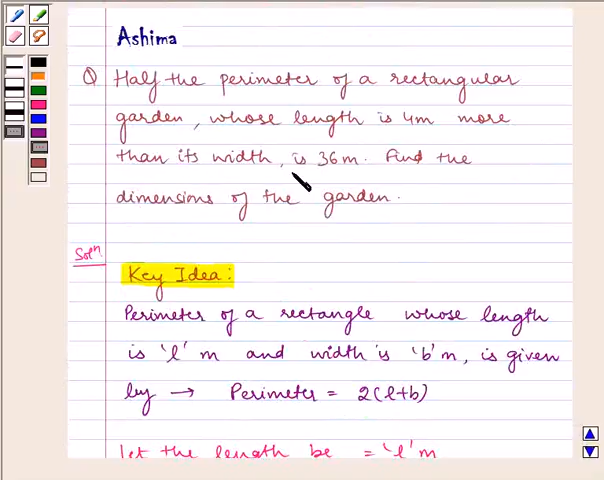 Ashima
Q Half the perimeter of a rectangular
garden, whose length is 4m more
than its width, is 36m. Find the
dimensions of the garden.
Solⁿ
Key Idea:
Perimeter of a rectangle whose length
is 'l' m and width is 'b' m, is given
by → Perimeter = 2(l+b)
let the length be = 'l' m